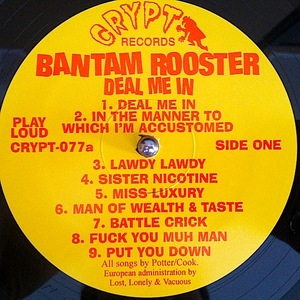 CRYPT
RECORDS
BANTAM ROOSTER
DEAL ME IN
1. DEAL ME IN
2. IN THE MANNER TO
WHICH I'M ACCUSTOMED
PLAY
LOUD
CRYPT-077a
SIDE ONE
3. LAWDY LAWDY
4. SISTER NICOTINE
5. MISS LUXURY
6. MAN OF WEALTH & TASTE
7. BATTLE CRICK
8. FUCK YOU MUH MAN
9. PUT YOU DOWN
All songs by Potter/Cook.
European administration by
Lost, Lonely & Vacuous